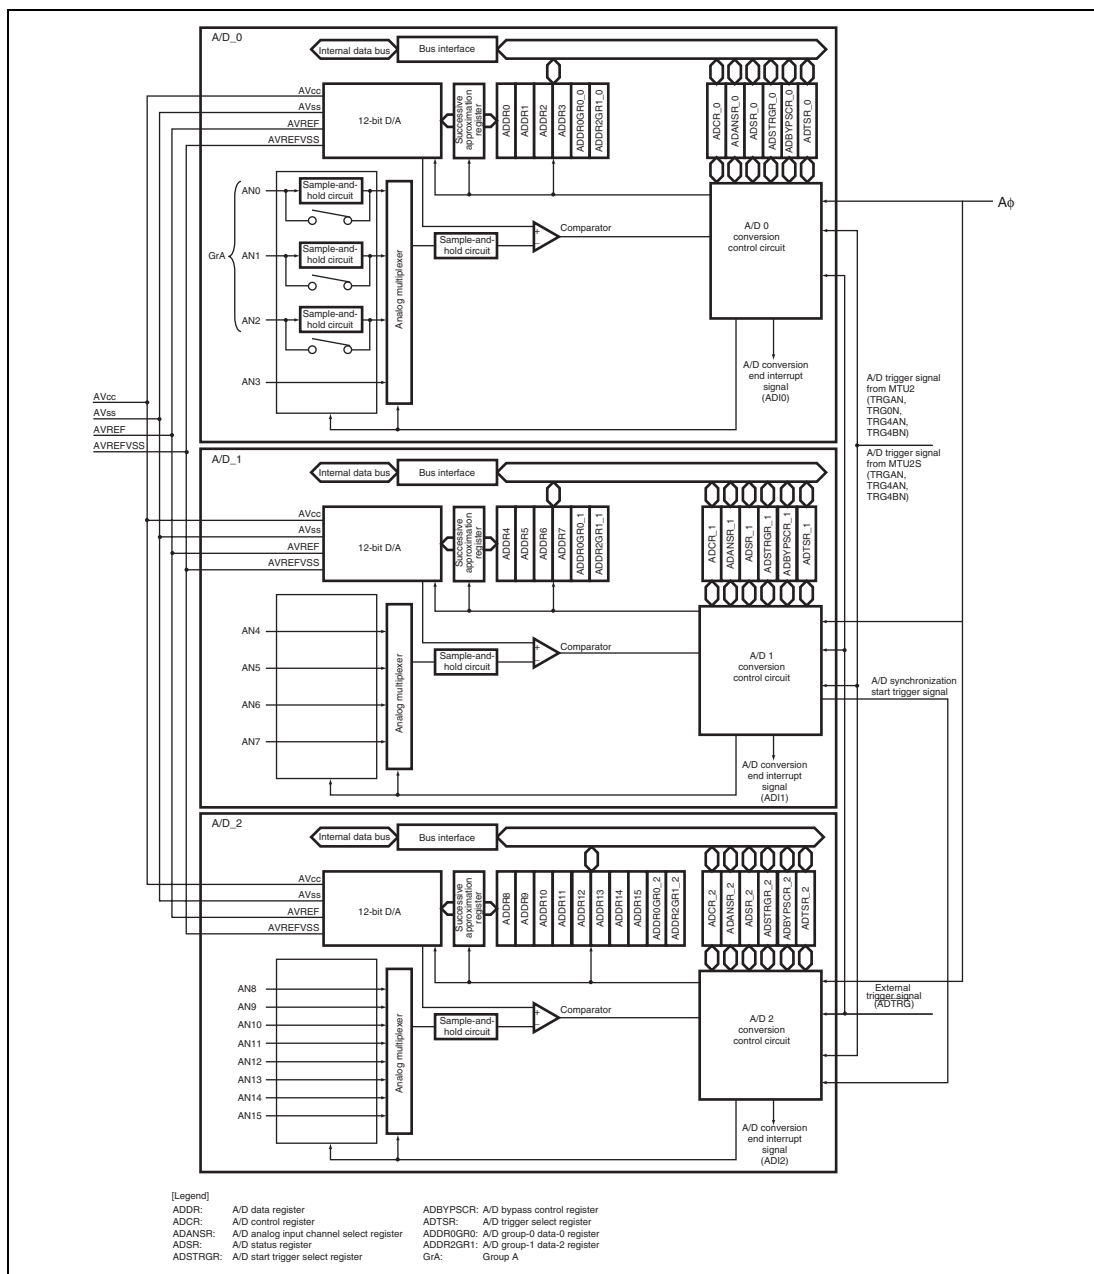 A/D_0
Internal data bus
Bus interface
AVcc
AVss
AVREF
AVREFVSS
12-bit D/A
Successive
approximation
register
ADDR0
ADDR1
ADDR2
ADDR3
ADDR0GR0_0
ADDR2GR1_0
ADCR_0
ADANSR_0
ADSR_0
ADSTRGR_0
ADBYPSCR_0
ADTSR_0
GrA
AN0
AN1
AN2
AN3
Sample-and-
hold circuit
Sample-and-
hold circuit
Sample-and-
hold circuit
Analog multiplexer
Sample-and-
hold circuit
+
−
Comparator
A/D 0
conversion
control circuit
Aϕ
A/D conversion
end interrupt
signal
(ADI0)
A/D trigger signal
from MTU2
(TRGAN,
TRG0N,
TRG4AN,
TRG4BN)
A/D trigger signal
from MTU2S
(TRGAN,
TRG4AN,
TRG4BN)
AVcc
AVss
AVREF
AVREFVSS
A/D_1
Internal data bus
Bus interface
AVcc
AVss
AVREF
AVREFVSS
12-bit D/A
Successive
approximation
register
ADDR4
ADDR5
ADDR6
ADDR7
ADDR0GR0_1
ADDR2GR1_1
ADCR_1
ADANSR_1
ADSR_1
ADSTRGR_1
ADBYPSCR_1
ADTSR_1
AN4
AN5
AN6
AN7
Analog multiplexer
Sample-and-
hold circuit
+
−
Comparator
A/D 1
conversion
control circuit
A/D synchronization
start trigger signal
A/D conversion
end interrupt
signal
(ADI1)
A/D_2
Internal data bus
Bus interface
AVcc
AVss
AVREF
AVREFVSS
12-bit D/A
Successive
approximation
register
ADDR8
ADDR9
ADDR10
ADDR11
ADDR12
ADDR13
ADDR14
ADDR15
ADDR0GR0_2
ADDR2GR1_2
ADCR_2
ADANSR_2
ADSR_2
ADSTRGR_2
ADBYPSCR_2
ADTSR_2
AN8
AN9
AN10
AN11
AN12
AN13
AN14
AN15
Analog multiplexer
Sample-and-
hold circuit
+
−
Comparator
A/D 2
conversion
control circuit
External
trigger signal
(ADTRG)
A/D conversion
end interrupt
signal
(ADI2)
[Legend]
ADDR: A/D data register
ADCR: A/D control register
ADANSR: A/D analog input channel select register
ADSR: A/D status register
ADSTRGR: A/D start trigger select register
ADBYPSCR: A/D bypass control register
ADTSR: A/D trigger select register
ADDR0GR0: A/D group-0 data-0 register
ADDR2GR1: A/D group-1 data-2 register
GrA: Group A